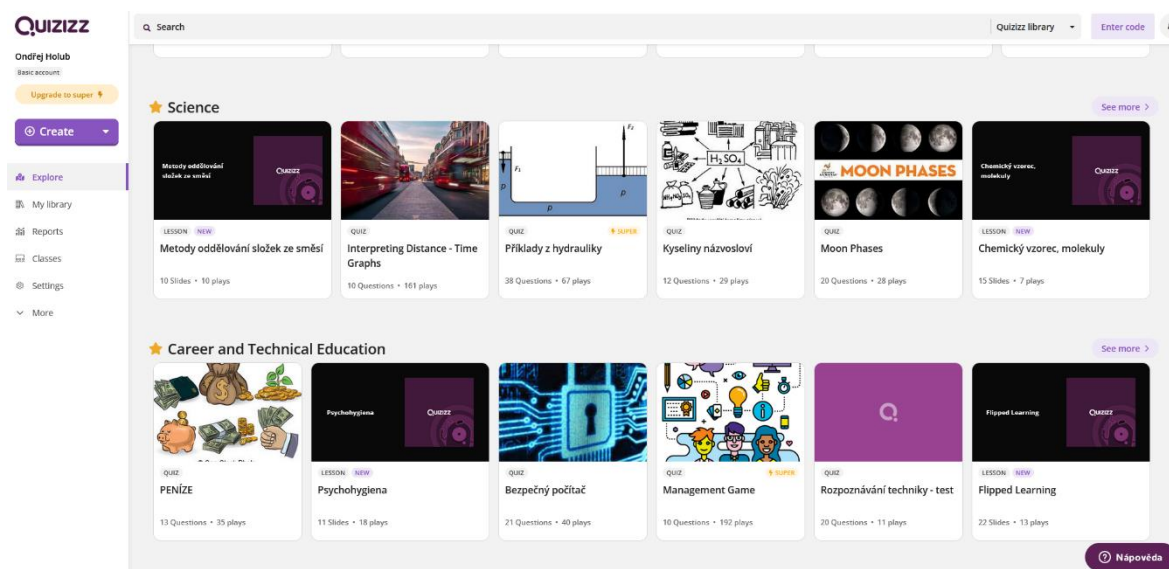 QUIZIZZ
Search
Quizizz library
Enter code
Ondřej Holub
Basic account
Upgrade to super
Create
Explore
My library
Reports
Classes
Settings
More
Science
See more >
Metody oddělování
složek ze směsí
QUIZIZZ
F₁
F₂
p
p
p
H₂SO₄
MOON PHASES
Chemický vzorec,
molekuly
QUIZIZZ
LESSON NEW
Metody oddělování složek ze směsí
10 Slides • 10 plays
QUIZ
Interpreting Distance - Time
Graphs
10 Questions • 161 plays
QUIZ SUPER
Příklady z hydrauliky
38 Questions • 67 plays
QUIZ
Kyseliny názvosloví
12 Questions • 29 plays
QUIZ
Moon Phases
20 Questions • 28 plays
LESSON NEW
Chemický vzorec, molekuly
15 Slides • 7 plays
Career and Technical Education
See more >
Psychohygiena
QUIZIZZ
Flipped Learning
QUIZIZZ
QUIZ
PENÍZE
13 Questions • 35 plays
LESSON NEW
Psychohygiena
11 Slides • 18 plays
QUIZ
Bezpečný počítač
21 Questions • 40 plays
QUIZ SUPER
Management Game
10 Questions • 192 plays
QUIZ
Rozpoznávání techniky - test
20 Questions • 11 plays
LESSON NEW
Flipped Learning
22 Slides • 13 plays
Nápověda